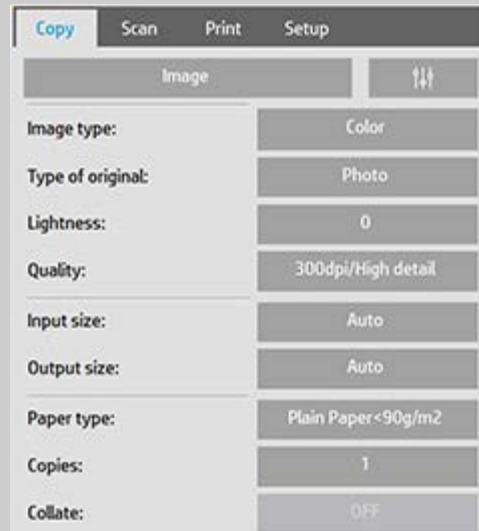 Copy Scan Print Setup
Image
Image type: Color
Type of original: Photo
Lightness: 0
Quality: 300dpi/High detail
Input size: Auto
Output size: Auto
Paper type: Plain Paper<90g/m2
Copies: 1
Collate: OFF